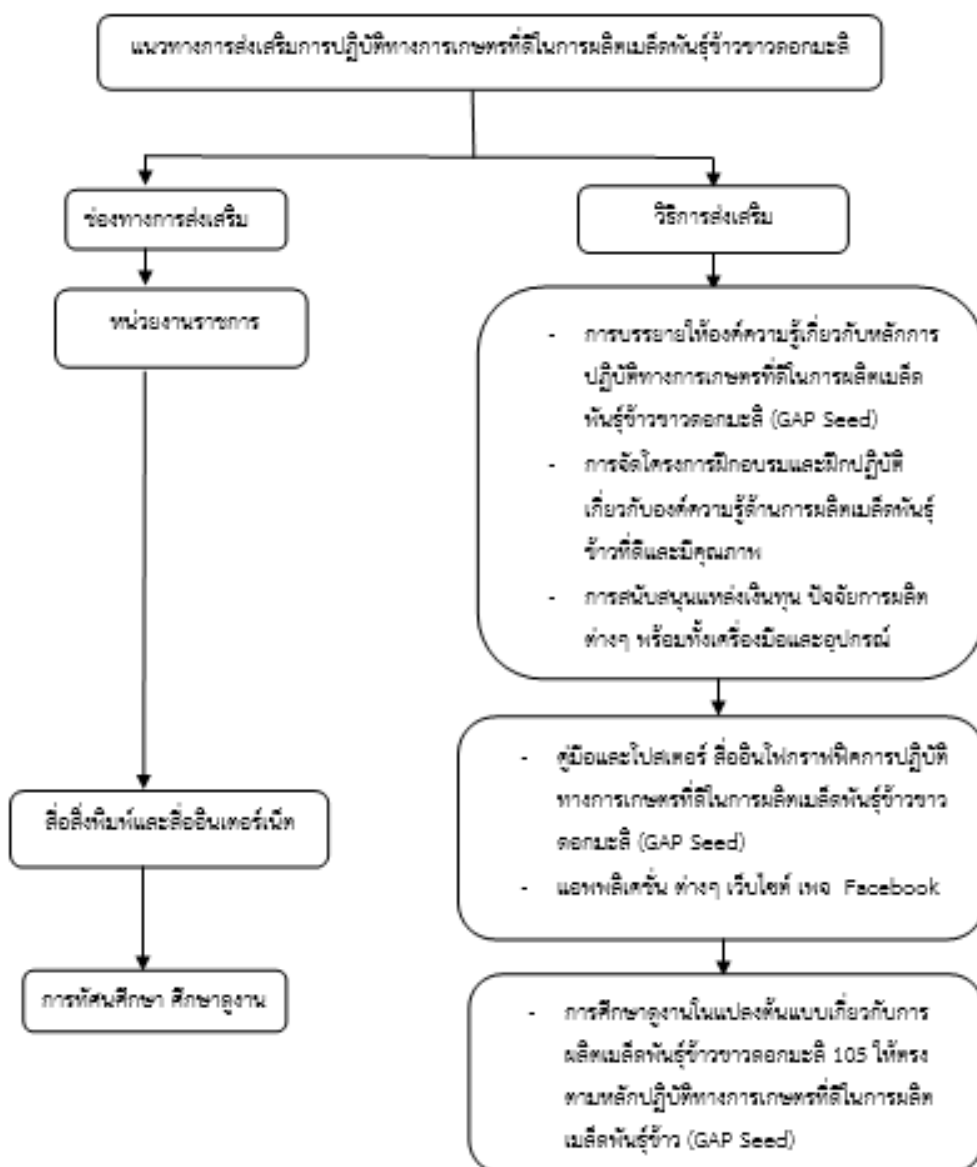 แนวทางการส่งเสริมการปฏิบัติทางการเกษตรที่ดีในการผลิตเมล็ดพันธุ์ข้าวขาวดอกมะลิ
ช่องทางการส่งเสริม
หน่วยงานราชการ
สื่อสิ่งพิมพ์และสื่ออินเตอร์เน็ต
การทัศนศึกษา ศึกษาดูงาน
วิธีการส่งเสริม
- การบรรยายให้องค์ความรู้เกี่ยวกับหลักการ
ปฏิบัติทางการเกษตรที่ดีในการผลิตเมล็ด
พันธุ์ข้าวขาวดอกมะลิ (GAP Seed)
- การจัดโครงการฝึกอบรมและฝึกปฏิบัติ
เกี่ยวกับองค์ความรู้ด้านการผลิตเมล็ดพันธุ์
ข้าวที่ดีและมีคุณภาพ
- การสนับสนุนแหล่งเงินทุน ปัจจัยการผลิต
ต่างๆ พร้อมทั้งเครื่องมือและอุปกรณ์
- คู่มือและโปสเตอร์ สื่ออินโฟกราฟฟิคการปฏิบัติ
ทางการเกษตรที่ดีในการผลิตเมล็ดพันธุ์ข้าวขาว
ดอกมะลิ (GAP Seed)
- แอพพลิเคชั่น ต่างๆ เว็บไซต์ เพจ Facebook
- การศึกษาดูงานในแปลงต้นแบบเกี่ยวกับการ
ผลิตเมล็ดพันธุ์ข้าวขาวดอกมะลิ 105 ให้ตรง
ตามหลักปฏิบัติทางการเกษตรที่ดีในการผลิต
เมล็ดพันธุ์ข้าว (GAP Seed)